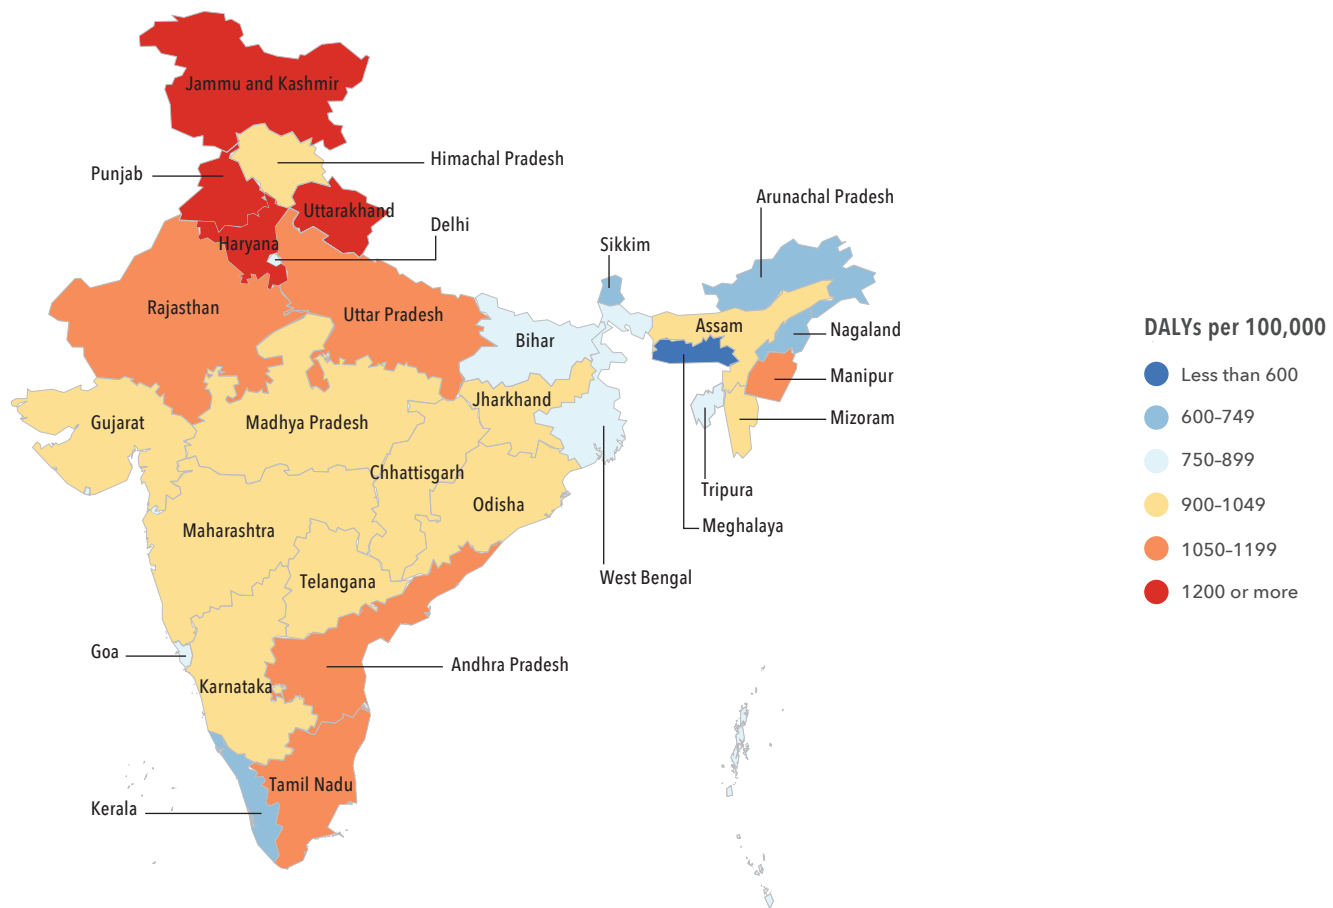 Jammu and Kashmir
Himachal Pradesh
Punjab
Arunachal Pradesh
Uttarakhand
Delhi
Haryana
Sikkim
Rajasthan
Uttar Pradesh
Assam
Nagaland
Bihar
Manipur
Jharkhand
Mizoram
Gujarat
Madhya Pradesh
Chhattisgarh
Tripura
Odisha
Meghalaya
Maharashtra
West Bengal
Telangana
Goa
Andhra Pradesh
Karnataka
Tamil Nadu
Kerala
DALYs per 100,000
Less than 600
600–749
750–899
900–1049
1050–1199
1200 or more